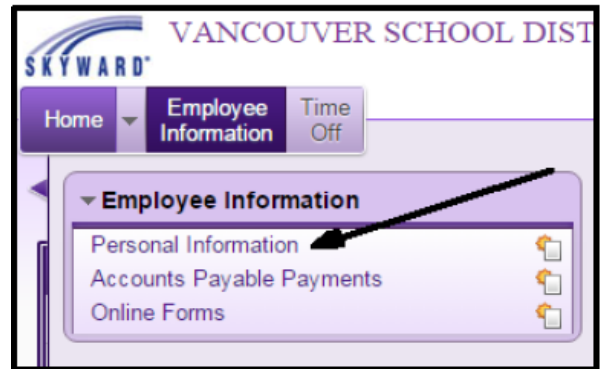 VANCOUVER SCHOOL DIST
SKYWARD®
Home
Employee
Information
Time
Off
Employee Information
Personal Information
Accounts Payable Payments
Online Forms